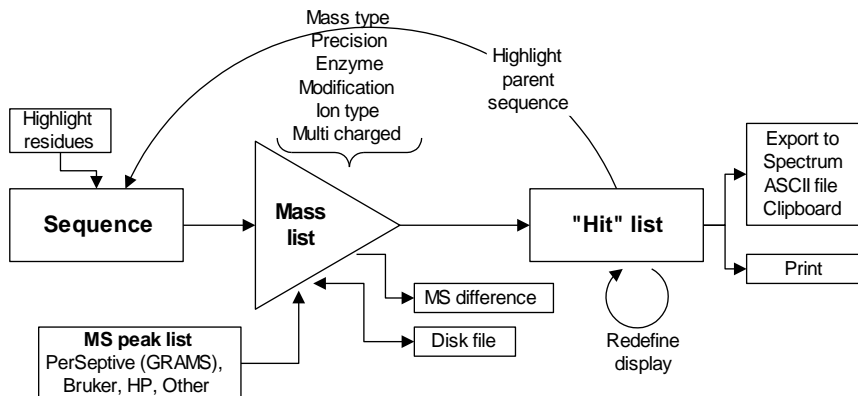 Mass type
Precision
Enzyme
Modification
Ion type
Multi charged
Highlight
parent
sequence
Highlight
residues
Sequence
Mass
list
"Hit" list
Export to
Spectrum
ASCII file
Clipboard
Print
MS difference
Disk file
Redefine
display
MS peak list
PerSeptive (GRAMS),
Bruker, HP, Other